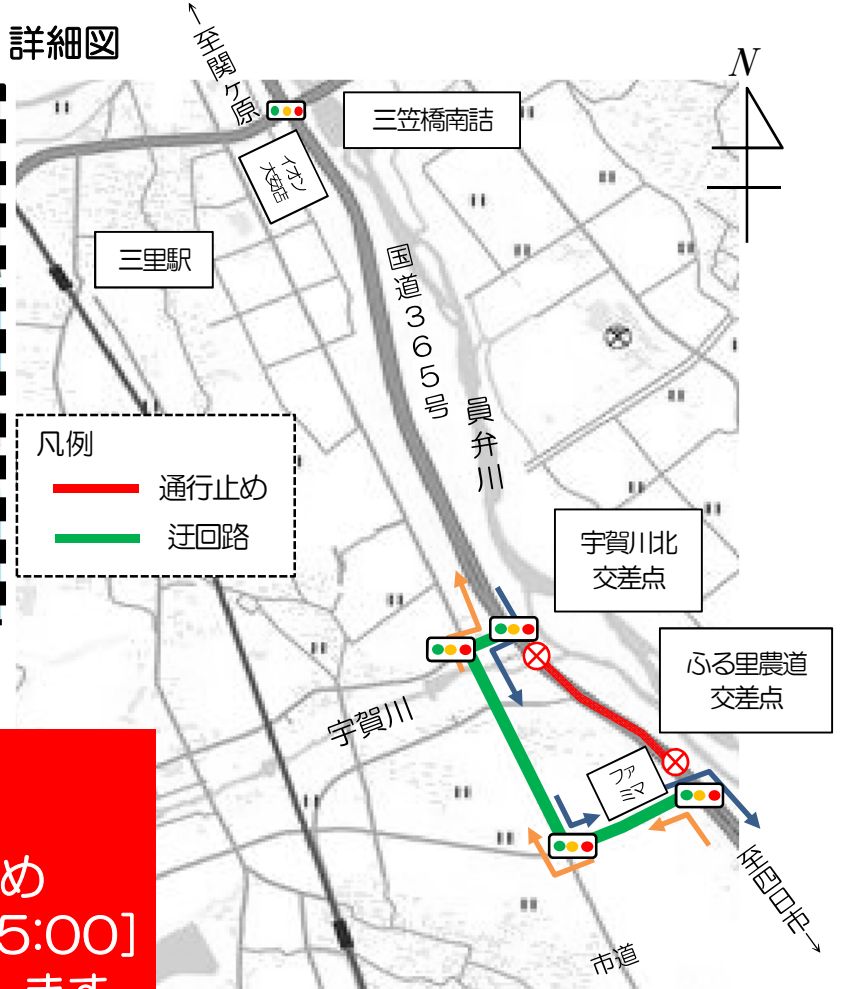 詳細図
←至関ケ原
N
三笠橋南詰
イオン
大安店
三里駅
国道365号
員弁川
凡例
通行止め
迂回路
宇賀川北
交差点
ふる里農道
交差点
宇賀川
ファ
ミマ
め
5:00]
ます
至四日市→
市道